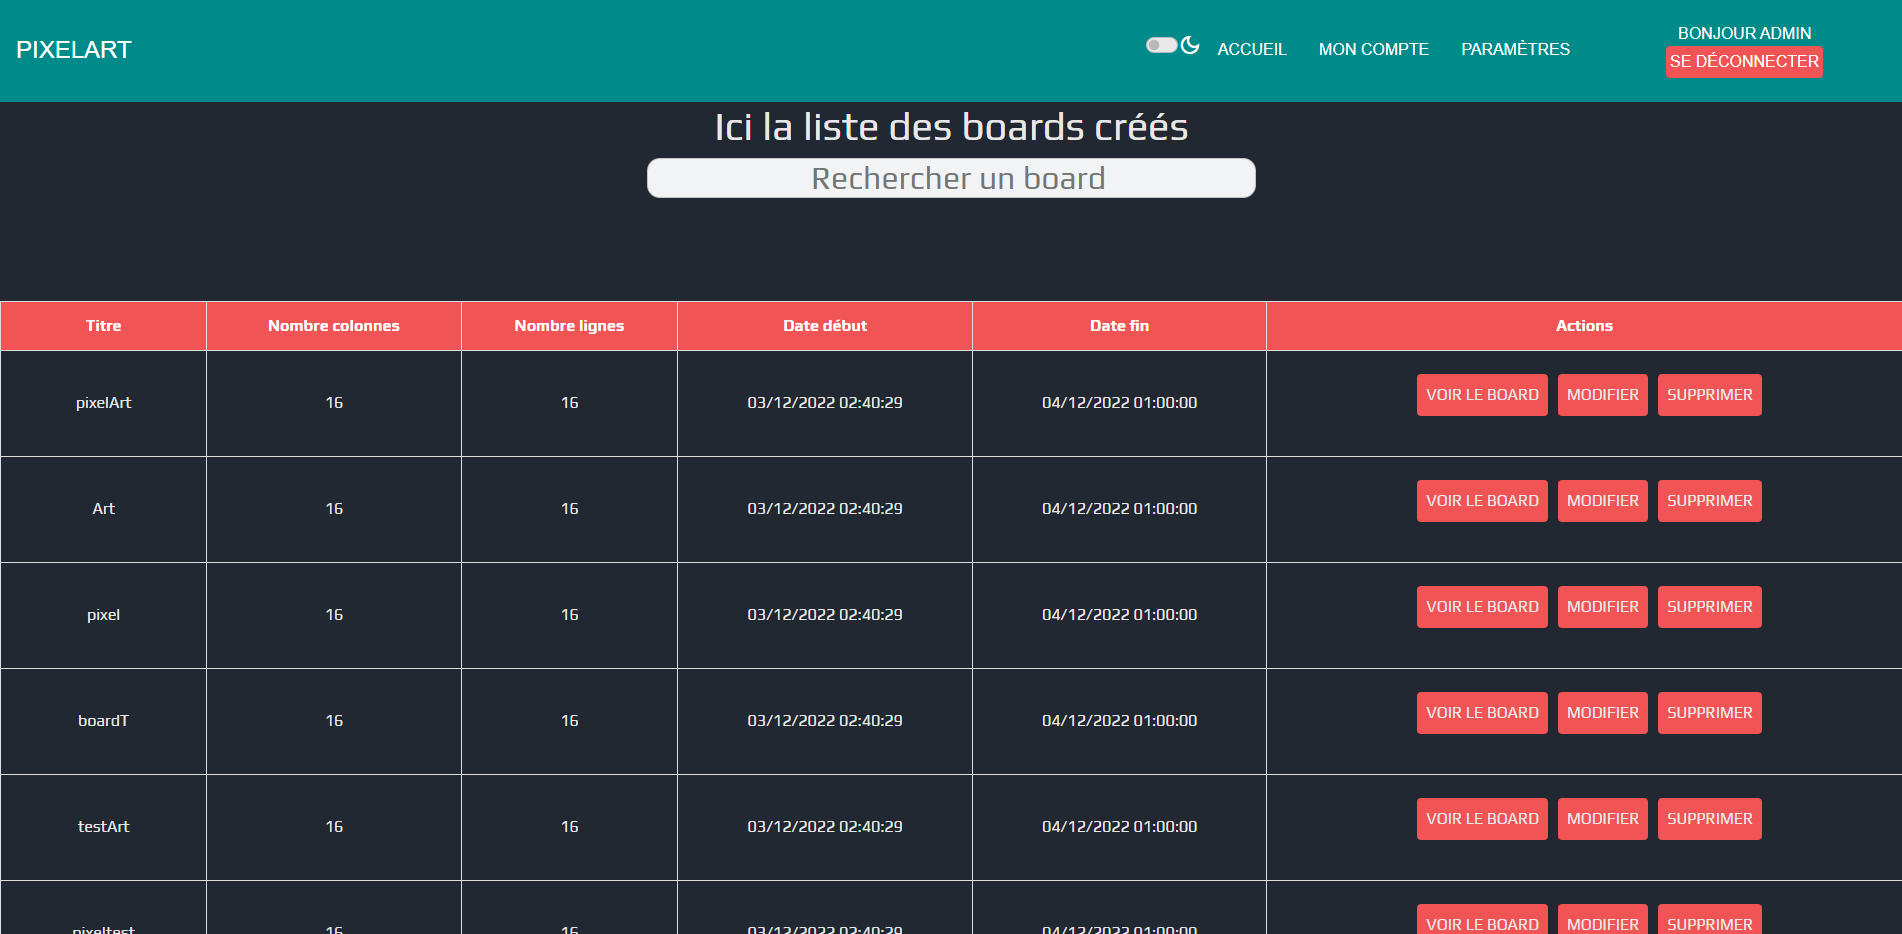 PIXELART
ACCUEIL MON COMPTE PARAMÈTRES
BONJOUR ADMIN
SE DÉCONNECTER
Ici la liste des boards créés
Rechercher un board
Titre Nombre colonnes Nombre lignes Date début Date fin Actions
pixelArt 16 16 03/12/2022 02:40:29 04/12/2022 01:00:00 VOIR LE BOARD MODIFIER SUPPRIMER
Art 16 16 03/12/2022 02:40:29 04/12/2022 01:00:00 VOIR LE BOARD MODIFIER SUPPRIMER
pixel 16 16 03/12/2022 02:40:29 04/12/2022 01:00:00 VOIR LE BOARD MODIFIER SUPPRIMER
boardT 16 16 03/12/2022 02:40:29 04/12/2022 01:00:00 VOIR LE BOARD MODIFIER SUPPRIMER
testArt 16 16 03/12/2022 02:40:29 04/12/2022 01:00:00 VOIR LE BOARD MODIFIER SUPPRIMER
pixeltest 16 16 03/12/2022 02:40:29 04/12/2022 01:00:00 VOIR LE BOARD MODIFIER SUPPRIMER